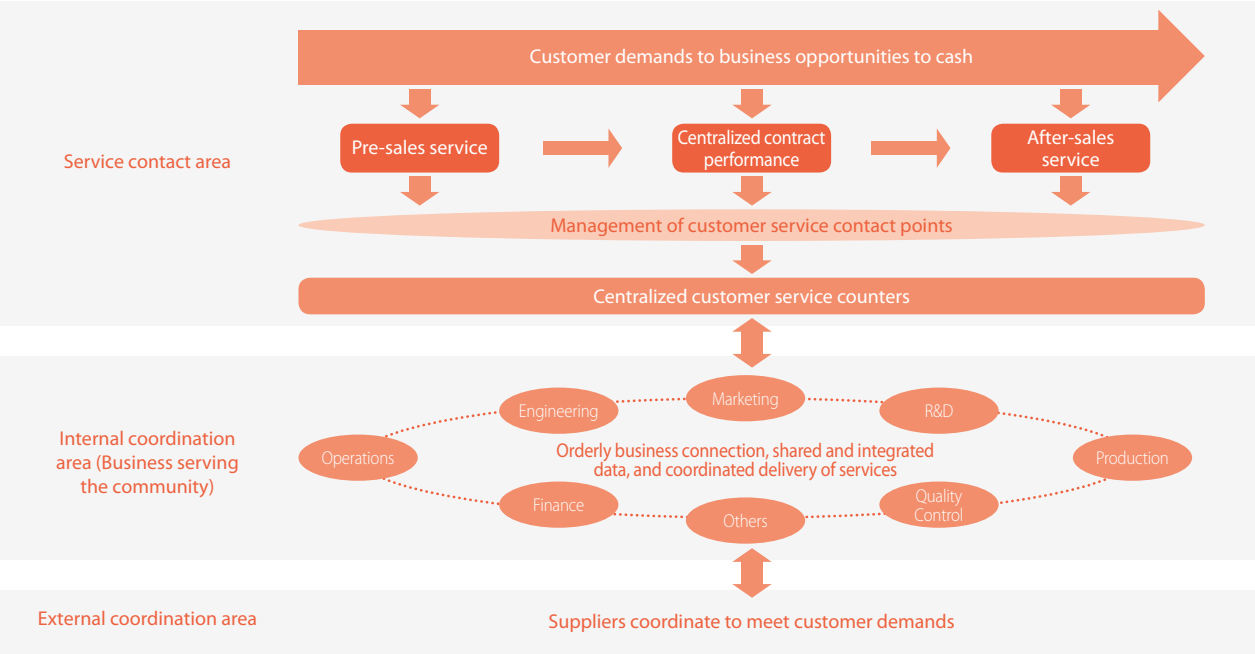 Customer demands to business opportunities to cash
Service contact area
Pre-sales service
Centralized contract
performance
After-sales
service
Management of customer service contact points
Centralized customer service counters
Internal coordination
area (Business serving
the community)
Operations
Engineering
Marketing
R&D
Production
Orderly business connection, shared and integrated
data, and coordinated delivery of services
Finance
Others
Quality
Control
External coordination area
Suppliers coordinate to meet customer demands